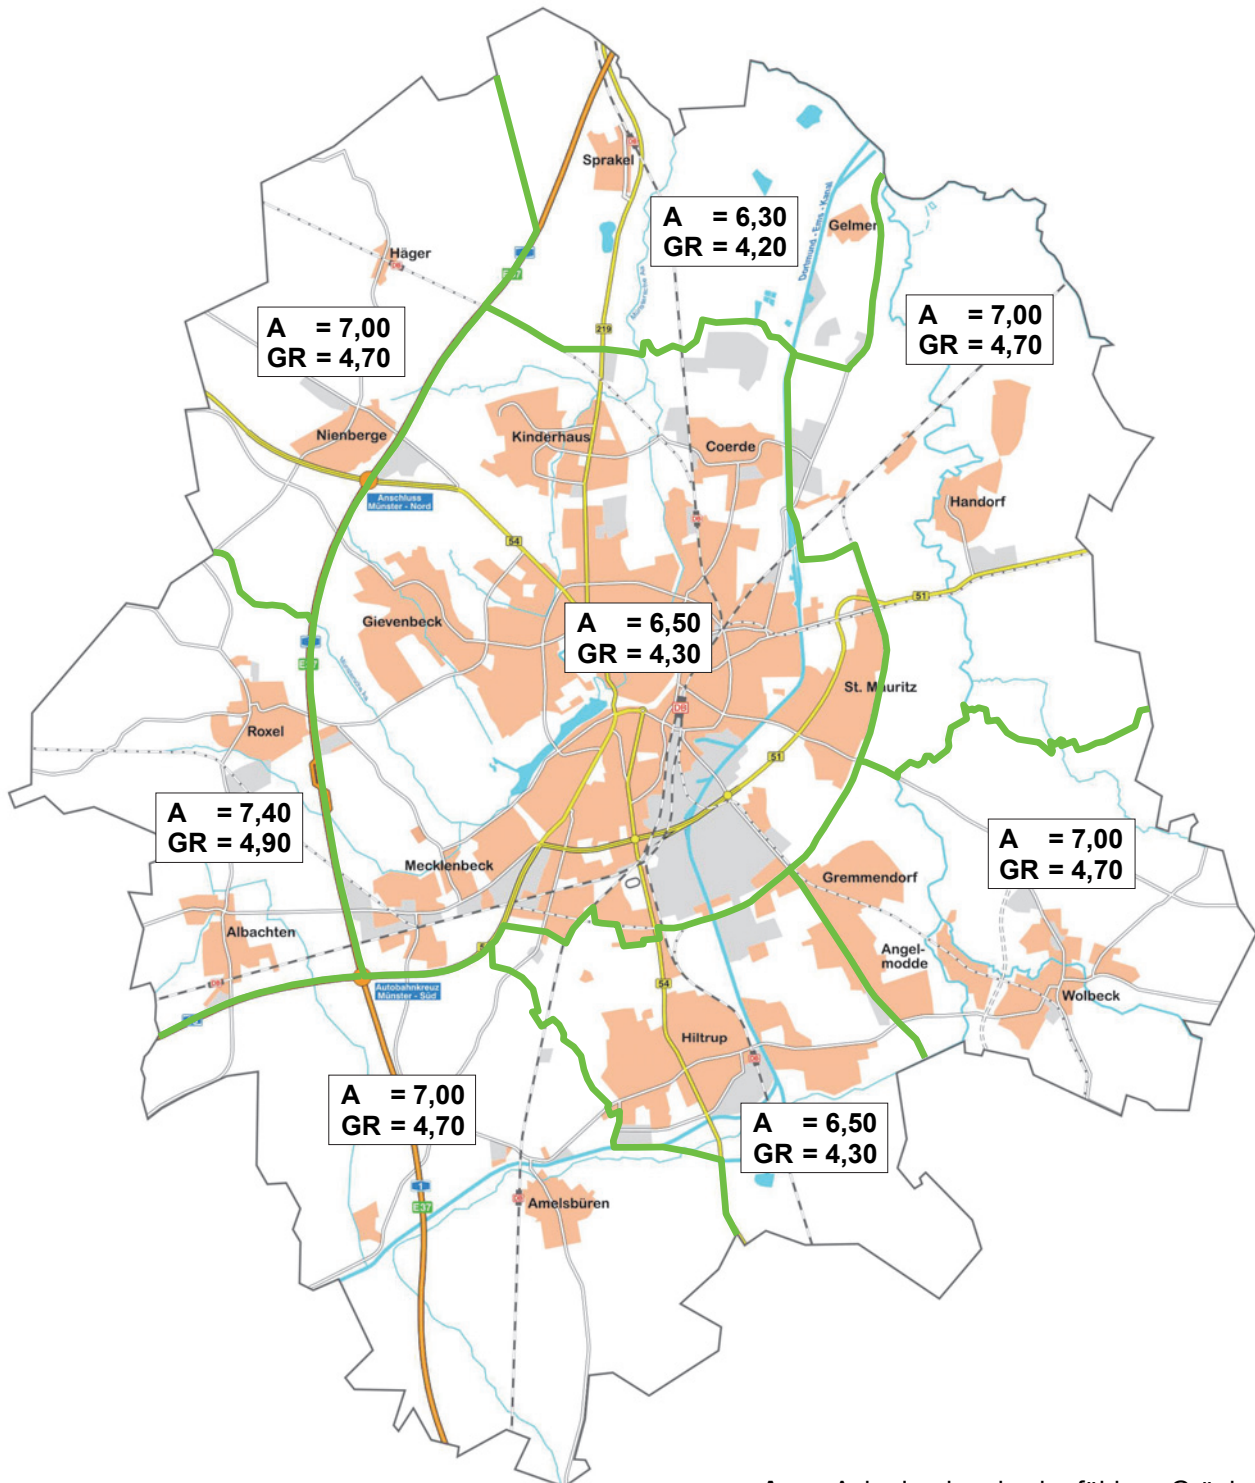 Sprakel
A = 6,30
GR = 4,20
Gelmer
Dortmund - Ems - Kanal
Häger
A = 7,00
GR = 4,70
A = 7,00
GR = 4,70
219
Nienberge
Kinderhaus
Coerde
Handorf
Anschluss
Münster - Nord
54
51
Gievenbeck
A = 6,50
GR = 4,30
St. Mauritz
Roxel
DB
51
A = 7,40
GR = 4,90
Mecklenbeck
A = 7,00
GR = 4,70
Gremmendorf
Albachten
Angel-
modde
Autobahnkreuz
Münster - Süd
54
Wolbeck
Hiltrup
A = 7,00
GR = 4,70
A = 6,50
GR = 4,30
1
E37
Amelsbüren